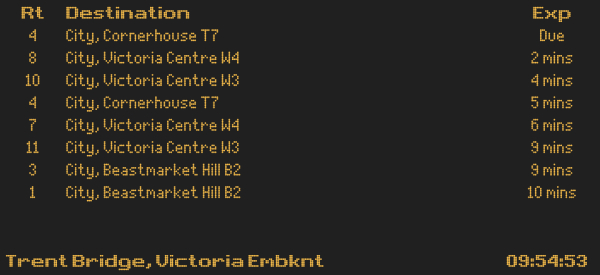 Rt Destination Exp
4 City, Cornerhouse T7 Due
8 City, Victoria Centre W4 2 mins
10 City, Victoria Centre W3 4 mins
4 City, Cornerhouse T7 5 mins
7 City, Victoria Centre W4 6 mins
11 City, Victoria Centre W3 9 mins
3 City, Beastmarket Hill B2 9 mins
1 City, Beastmarket Hill B2 10 mins
Trent Bridge, Victoria Embknt 09:54:53